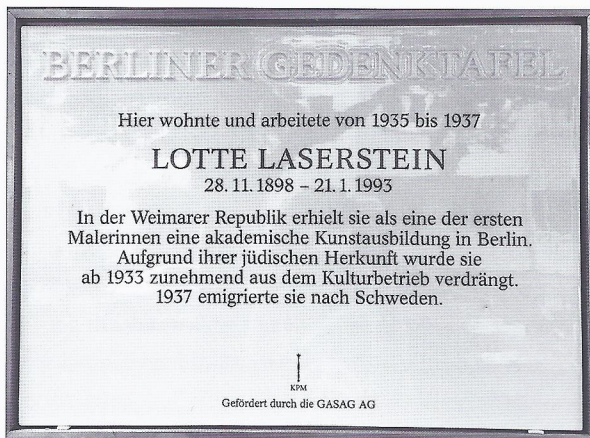 BERLINER GEDENKTAFEL
Hier wohnte und arbeitete von 1935 bis 1937
LOTTE LASERSTEIN
28. 11. 1898 – 21. 1. 1993
In der Weimarer Republik erhielt sie als eine der ersten
Malerinnen eine akademische Kunstausbildung in Berlin.
Aufgrund ihrer jüdischen Herkunft wurde sie
ab 1933 zunehmend aus dem Kulturbetrieb verdrängt.
1937 emigrierte sie nach Schweden.
KPM
Gefördert durch die GASAG AG